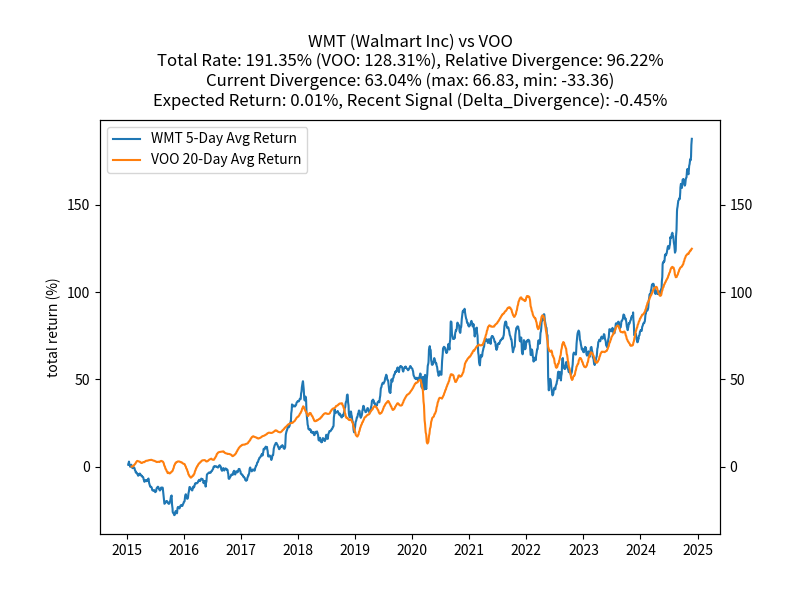 WMT (Walmart Inc) vs VOO
Total Rate: 191.35% (VOO: 128.31%), Relative Divergence: 96.22%
Current Divergence: 63.04% (max: 66.83, min: -33.36)
Expected Return: 0.01%, Recent Signal (Delta_Divergence): -0.45%
WMT 5-Day Avg Return
VOO 20-Day Avg Return
total return (%)
150
100
50
0
150
100
50
0
2015 2016 2017 2018 2019 2020 2021 2022 2023 2024 2025